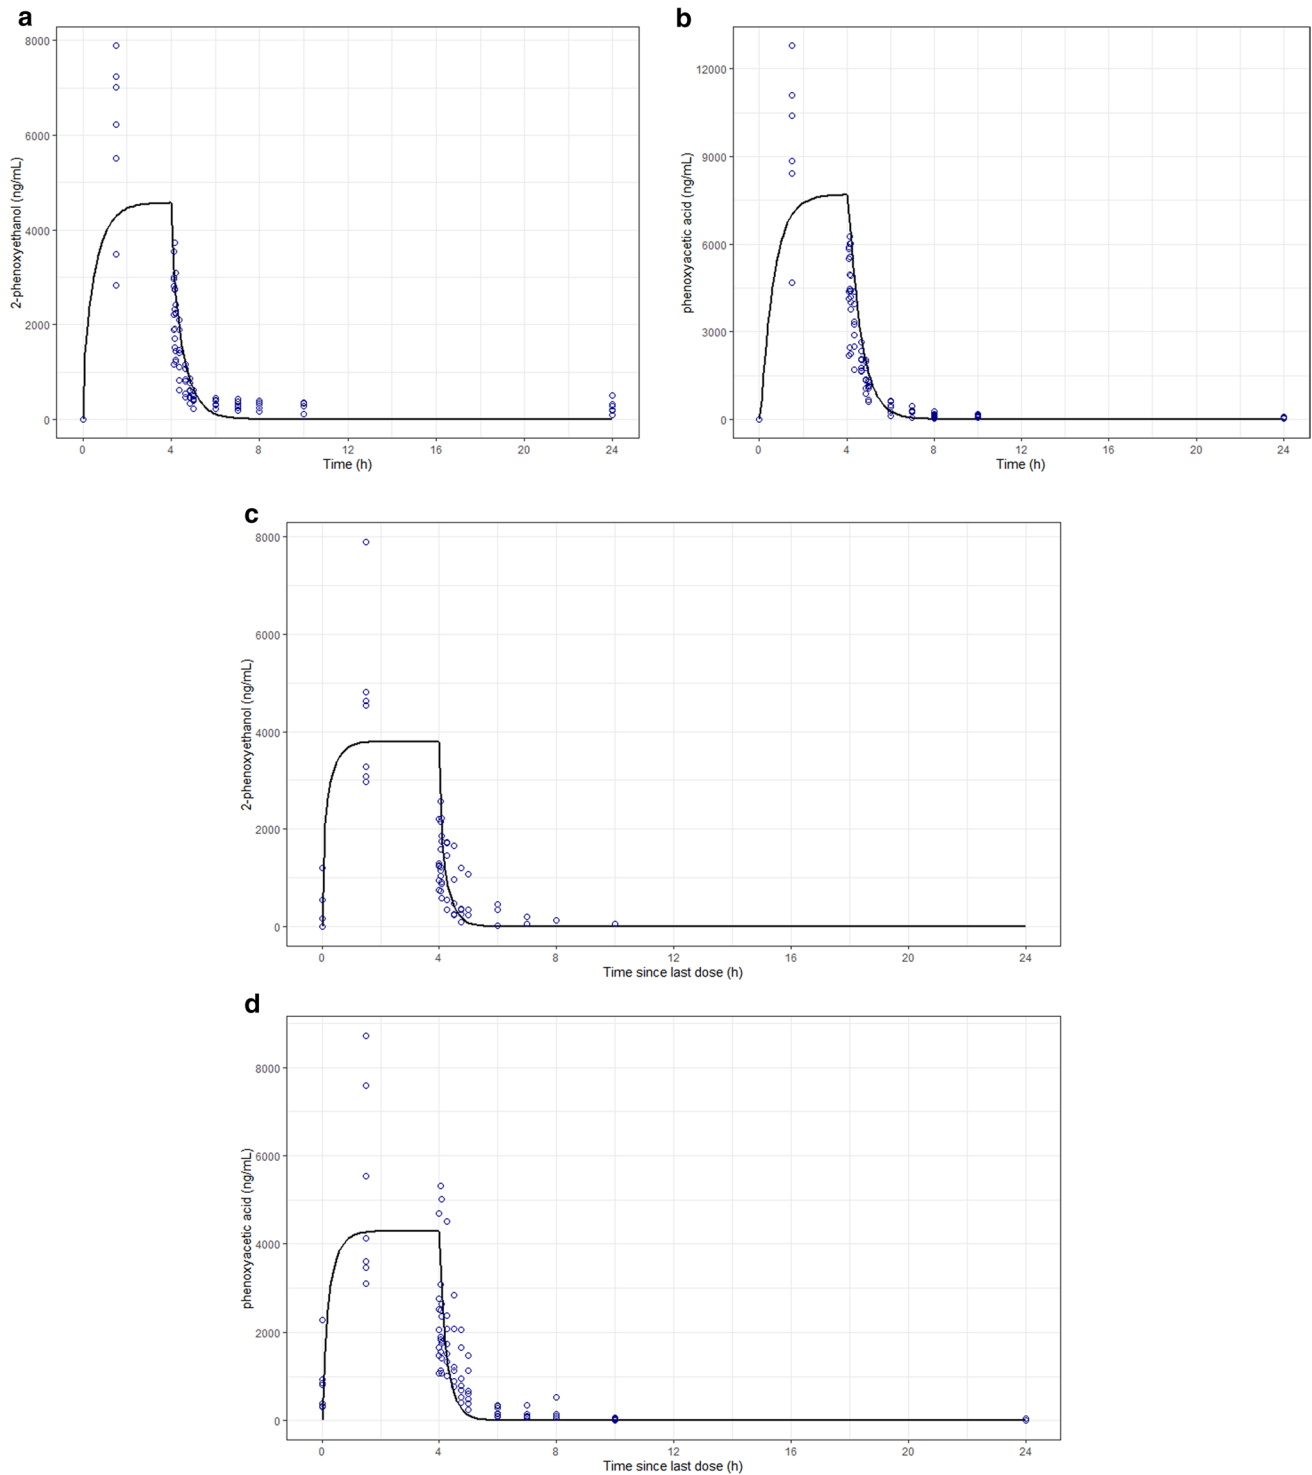 a
2-phenoxyethanol (ng/mL)
8000
6000
4000
2000
0
0 4 8 12 16 20 24
Time (h)
b
phenoxyacetic acid (ng/mL)
12000
9000
6000
3000
0
0 4 8 12 16 20 24
Time (h)
c
2-phenoxyethanol (ng/mL)
8000
6000
4000
2000
0
0 4 8 12 16 20 24
Time since last dose (h)
d
phenoxyacetic acid (ng/mL)
8000
6000
4000
2000
0
0 4 8 12 16 20 24
Time since last dose (h)